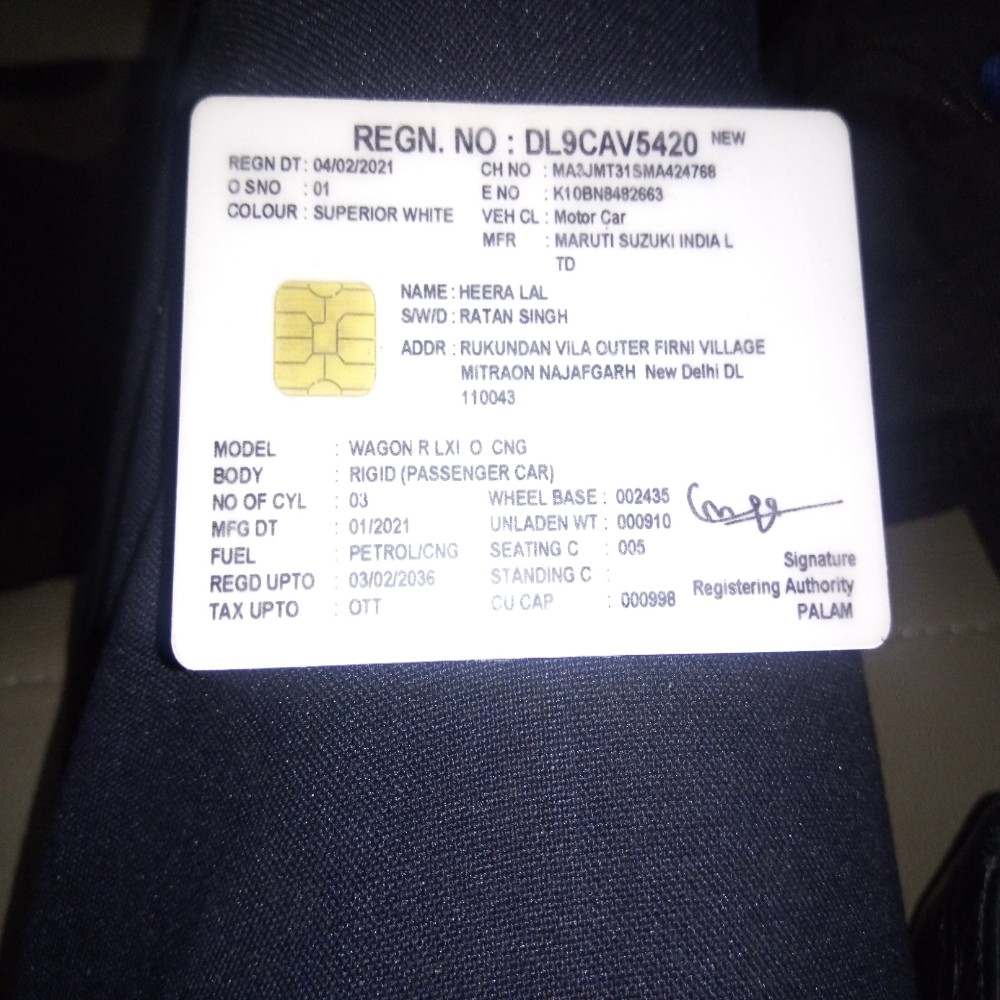 REGN. NO : DL9CAV5420 NEW
REGN DT : 04/02/2021
O SNO : 01
COLOUR : SUPERIOR WHITE
CH NO : MA3JMT31SMA424768
E NO : K10BN8482663
VEH CL : Motor Car
MFR : MARUTI SUZUKI INDIA L
TD
NAME : HEERA LAL
S/W/D : RATAN SINGH
ADDR : RUKUNDAN VILA OUTER FIRNI VILLAGE
MITRAON NAJAFGARH New Delhi DL
110043
MODEL : WAGON R LXI O CNG
BODY : RIGID (PASSENGER CAR)
NO OF CYL : 03
MFG DT : 01/2021
FUEL : PETROL/CNG
REGD UPTO : 03/02/2036
TAX UPTO : OTT
WHEEL BASE : 002435
UNLADEN WT : 000910
SEATING C : 005
STANDING C :
CU CAP : 000998
Signature
Registering Authority
PALAM